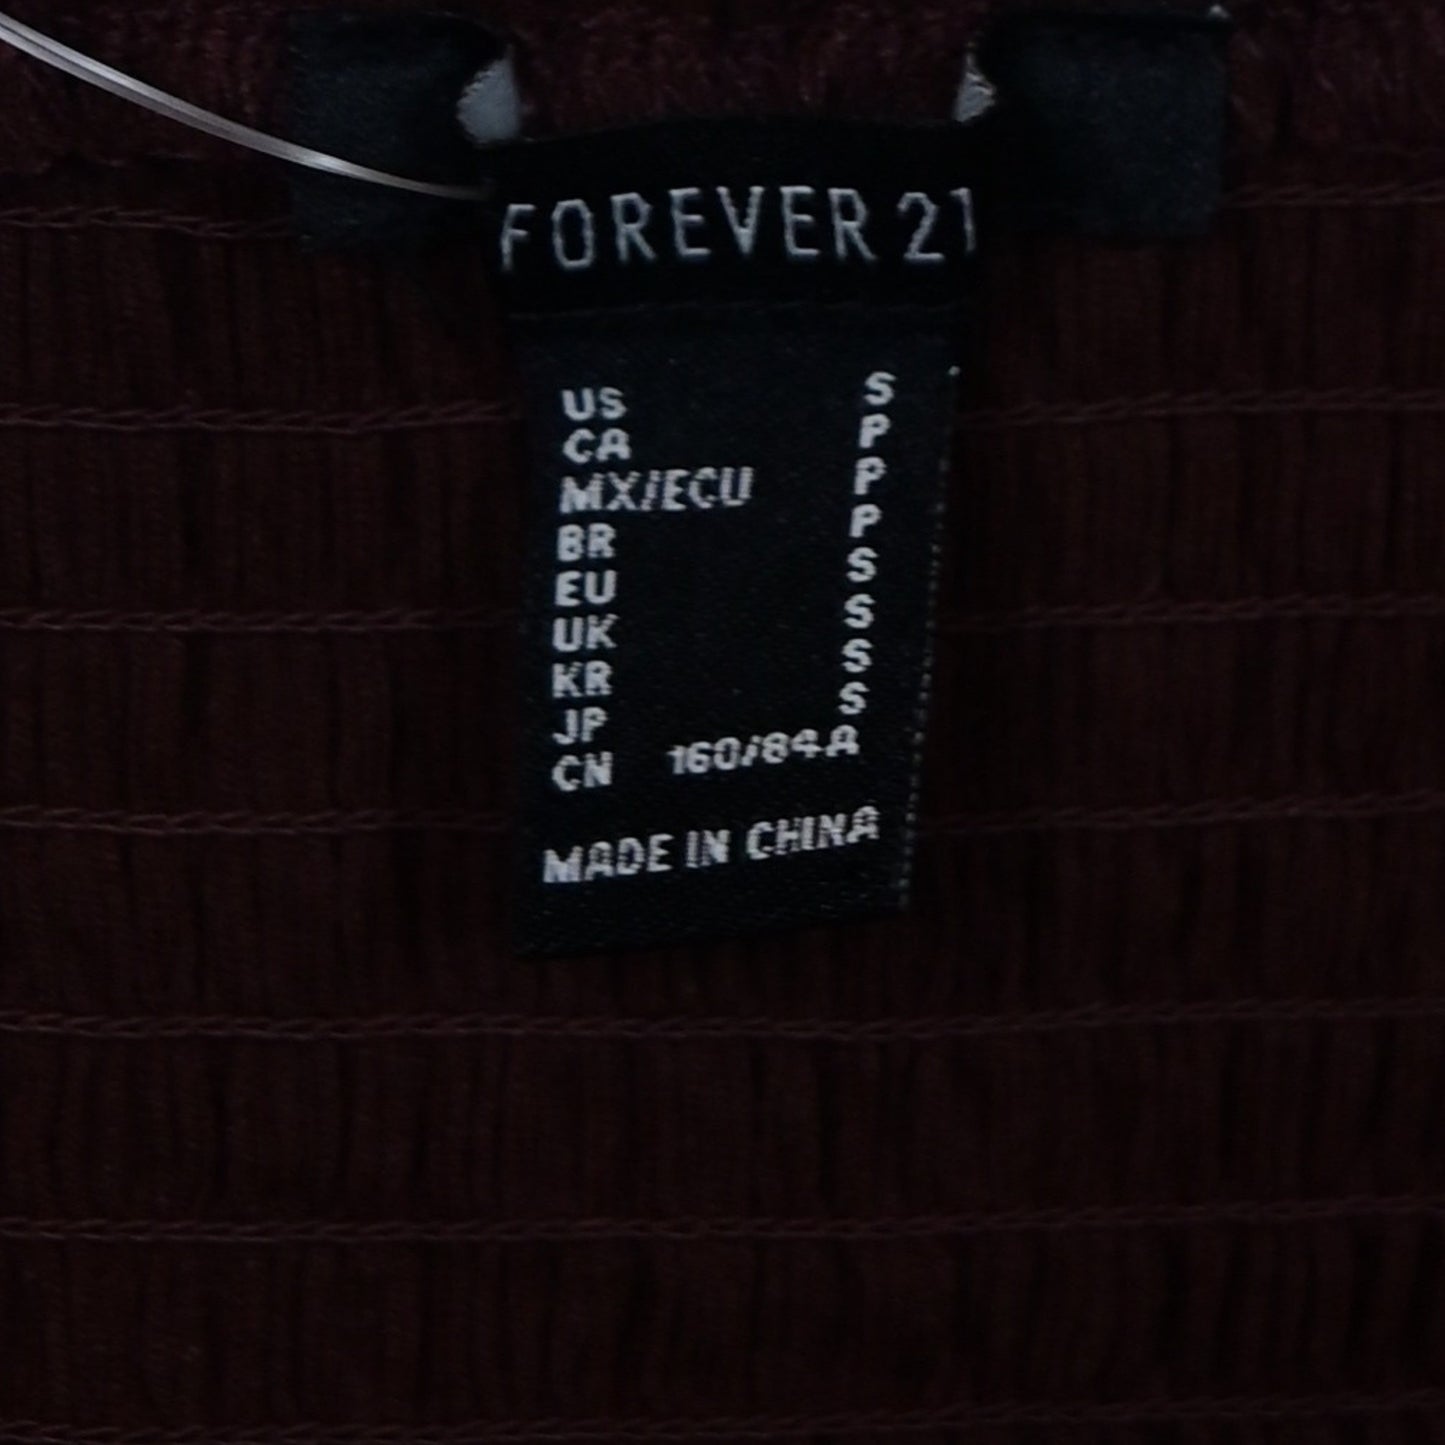 FOREVER 21
US S
CA P
MX/ECU P
BR P
EU S
UK S
KR S
JP S
CN 160/84A
MADE IN CHINA